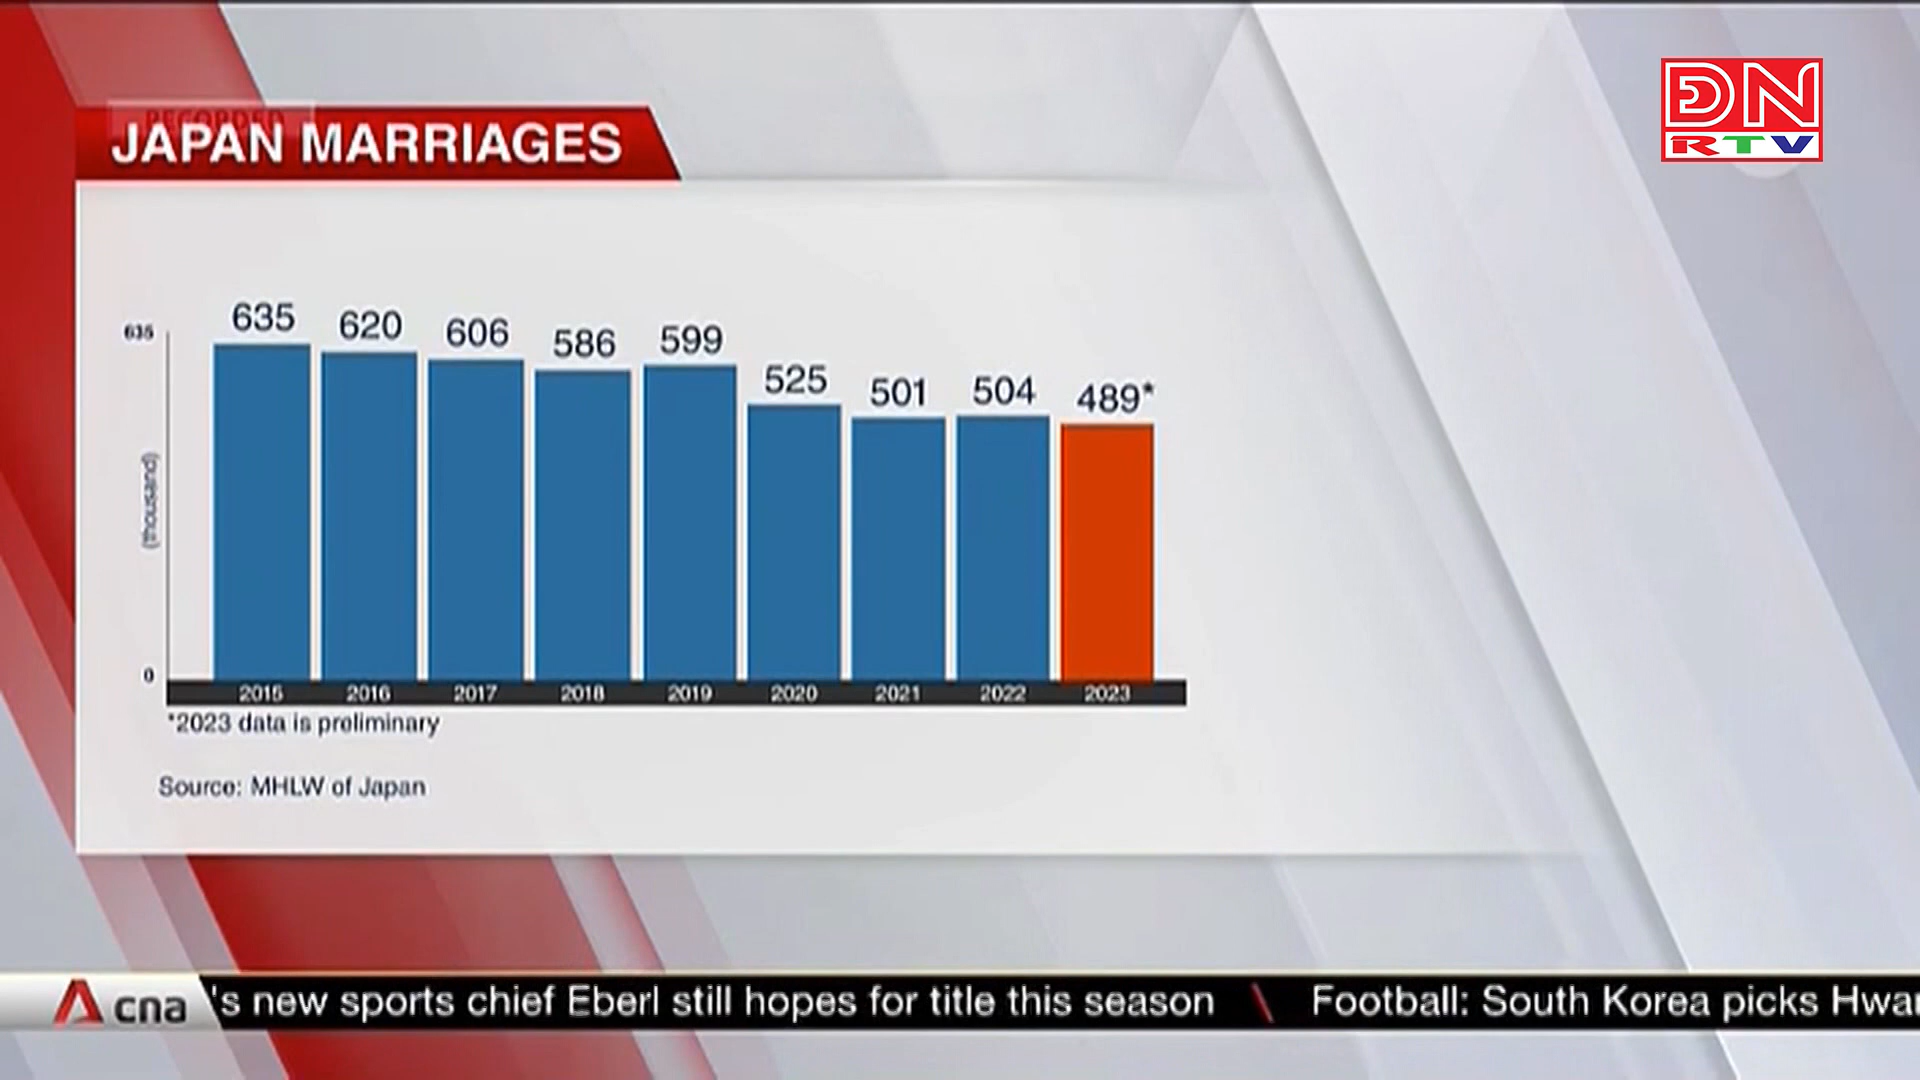 DN
RTV
RECORDED
JAPAN MARRIAGES
635 620 606 586 599 525 501 504 489*
635
(thousand)
0
2015 2016 2017 2018 2019 2020 2021 2022 2023
*2023 data is preliminary
Source: MHLW of Japan
cna
's new sports chief Eberl still hopes for title this season \ Football: South Korea picks Hwa